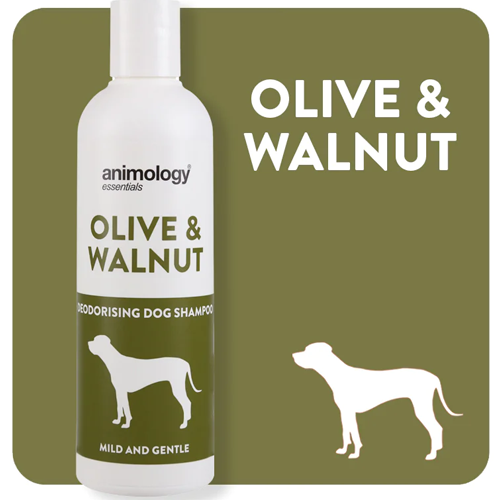 animology®
essentials
OLIVE &
WALNUT
DEODORISING DOG SHAMPOO
MILD AND GENTLE
OLIVE &
WALNUT